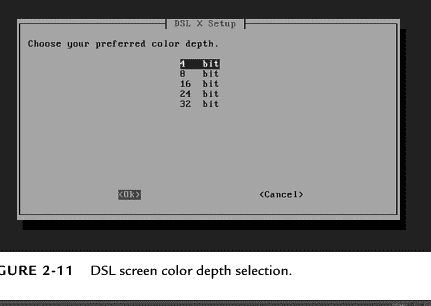 DSL X Setup
Choose your preferred color depth.
4 bit
8 bit
16 bit
24 bit
32 bit
<Ok> <Cancel>
GURE 2-11 DSL screen color depth selection.